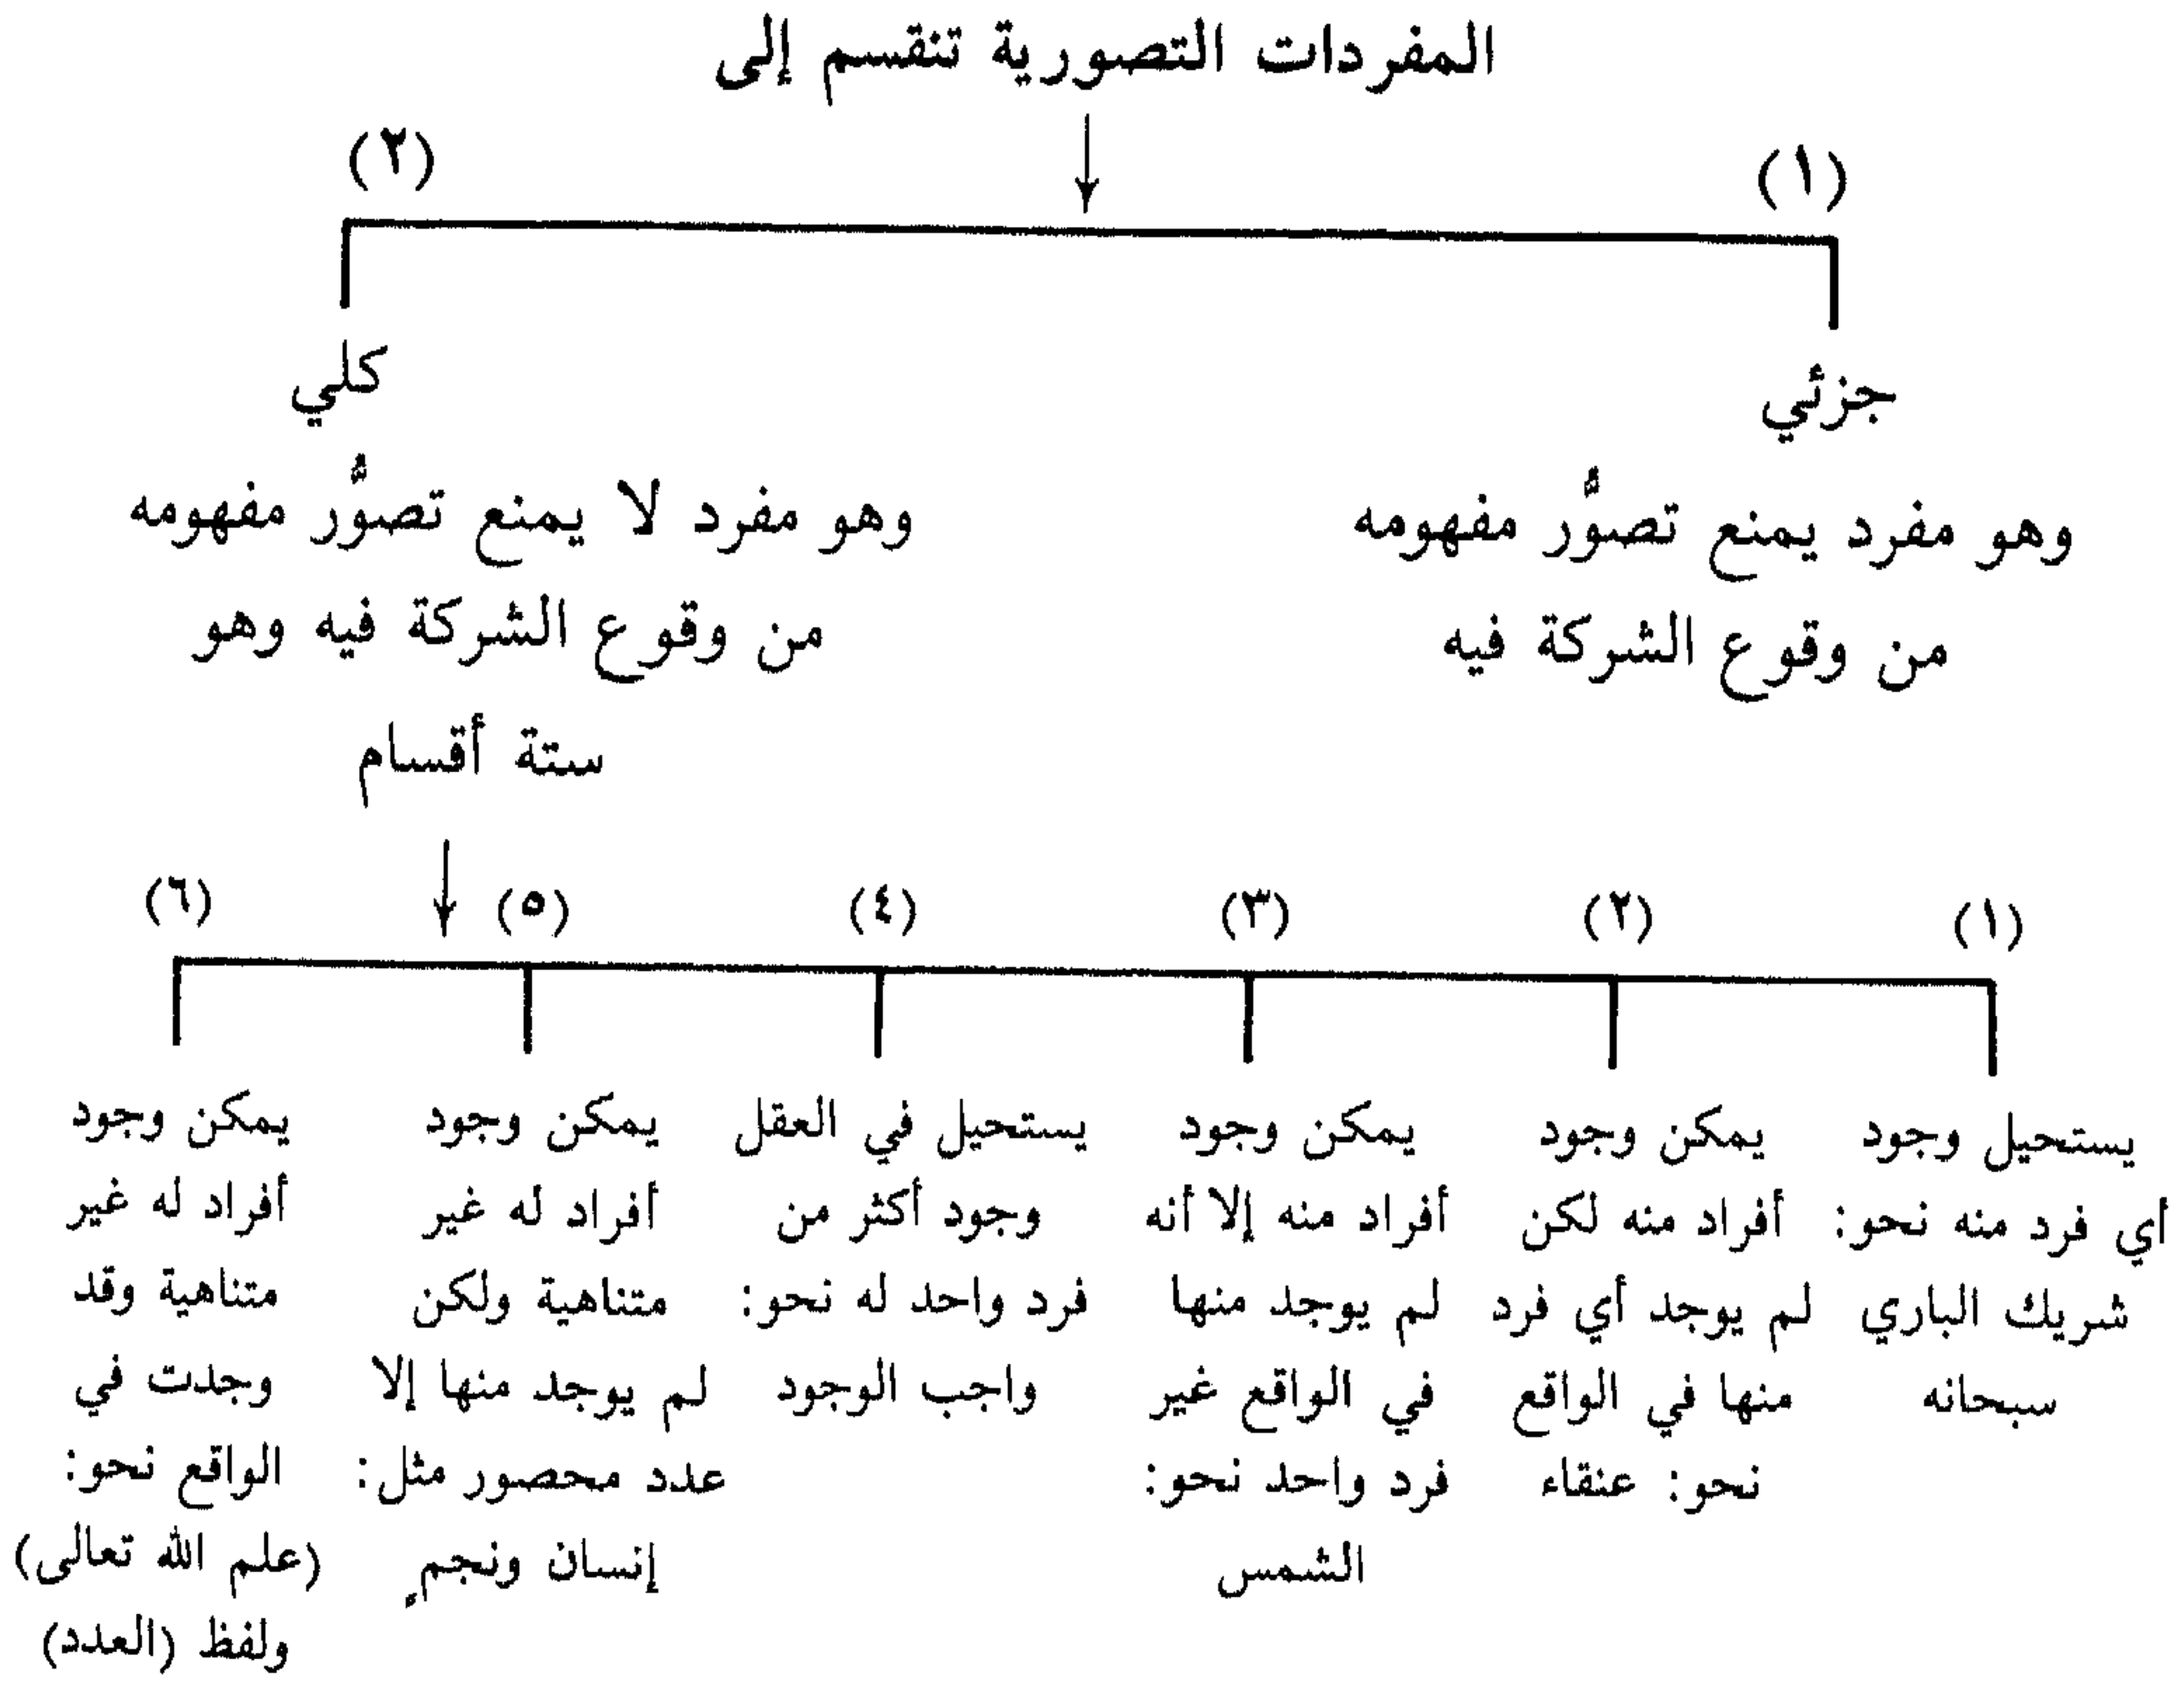 المفردات التصورية تنقسم إلى
(١)
(٢)
جزئي
وهو مفرد يمنع تصوُّر مفهومه
من وقوع الشركة فيه
كلي
وهو مفرد لا يمنع تصوُّر مفهومه
من وقوع الشركة فيه وهو
ستة أقسام
(١)
يستحيل وجود
أي فرد منه نحو:
شريك الباري
سبحانه
(٢)
يمكن وجود
أفراد منه لكن
لم يوجد أي فرد
منها في الواقع
نحو: عنقاء
(٣)
يمكن وجود
أفراد منه إلا أنه
لم يوجد منها
في الواقع غير
فرد واحد نحو:
الشمس
(٤)
يستحيل في العقل
وجود أكثر من
فرد واحد له نحو:
واجب الوجود
(٥)
يمكن وجود
أفراد له غير
متناهية ولكن
لم يوجد منها إلا
عدد محصور مثل:
إنسان ونجمٍ
(٦)
يمكن وجود
أفراد له غير
متناهية وقد
وجدت في
الواقع نحو:
(علم الله تعالى)
ولفظ (العدد)